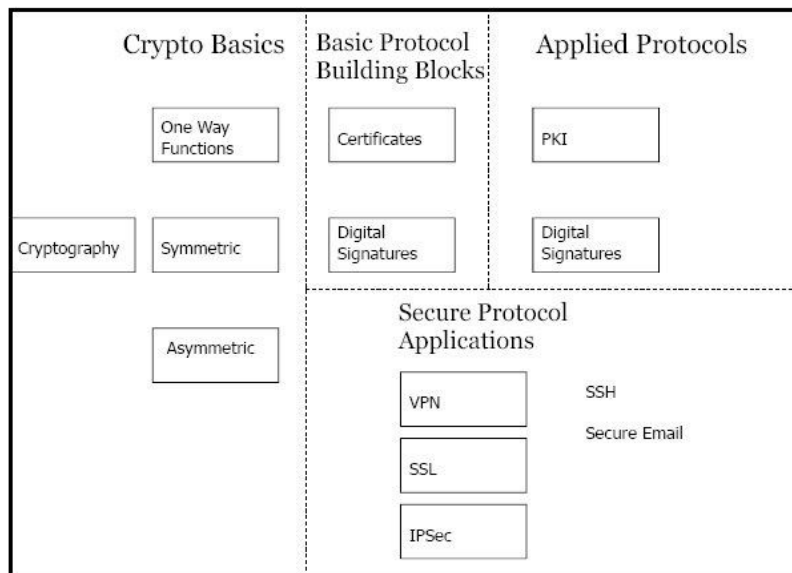 Crypto Basics
One Way
Functions
Cryptography
Symmetric
Asymmetric
Basic Protocol
Building Blocks
Certificates
Digital
Signatures
Applied Protocols
PKI
Digital
Signatures
Secure Protocol
Applications
VPN
SSL
IPSec
SSH
Secure Email